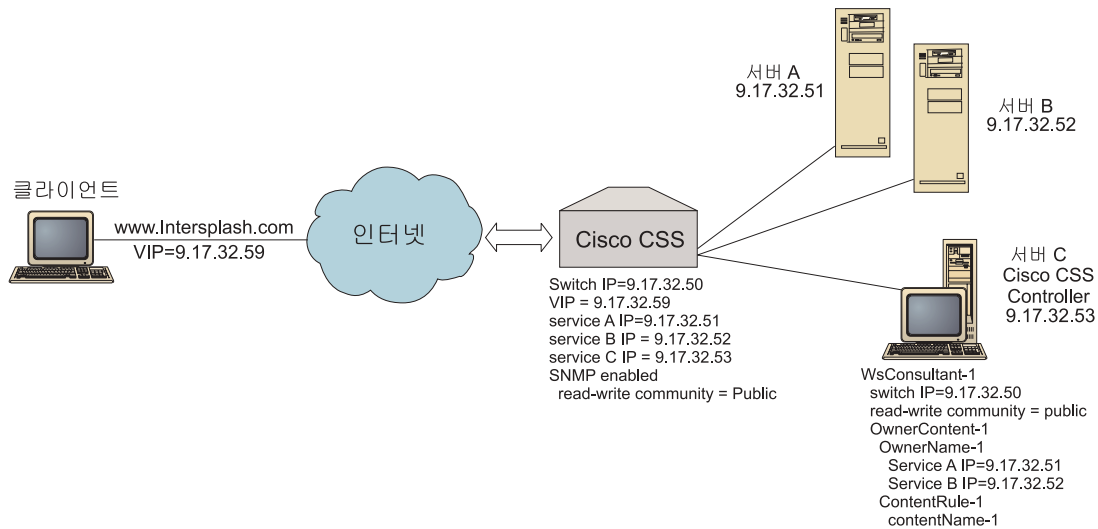 서버 A
9.17.32.51
서버 B
9.17.32.52
클라이언트
www.Intersplash.com
VIP=9.17.32.59
인터넷
Cisco CSS
Switch IP=9.17.32.50
VIP = 9.17.32.59
service A IP=9.17.32.51
service B IP = 9.17.32.52
service C IP = 9.17.32.53
SNMP enabled
read-write community = Public
서버 C
Cisco CSS
Controller
9.17.32.53
WsConsultant-1
switch IP=9.17.32.50
read-write community = public
OwnerContent-1
OwnerName-1
Service A IP=9.17.32.51
Service B IP=9.17.32.52
ContentRule-1
contentName-1